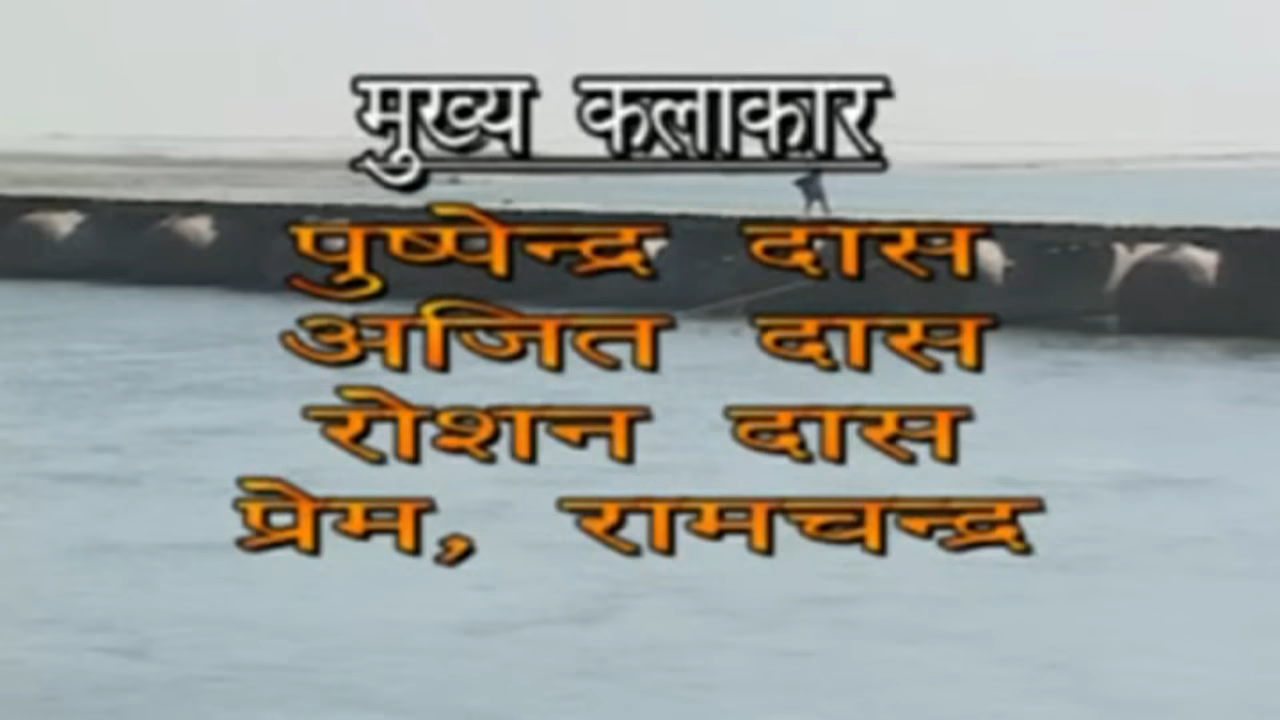 मुख्य कलाकार
पुष्पेन्द्र दास
अजित दास
रोशन दास
प्रेम, रामचन्द्र